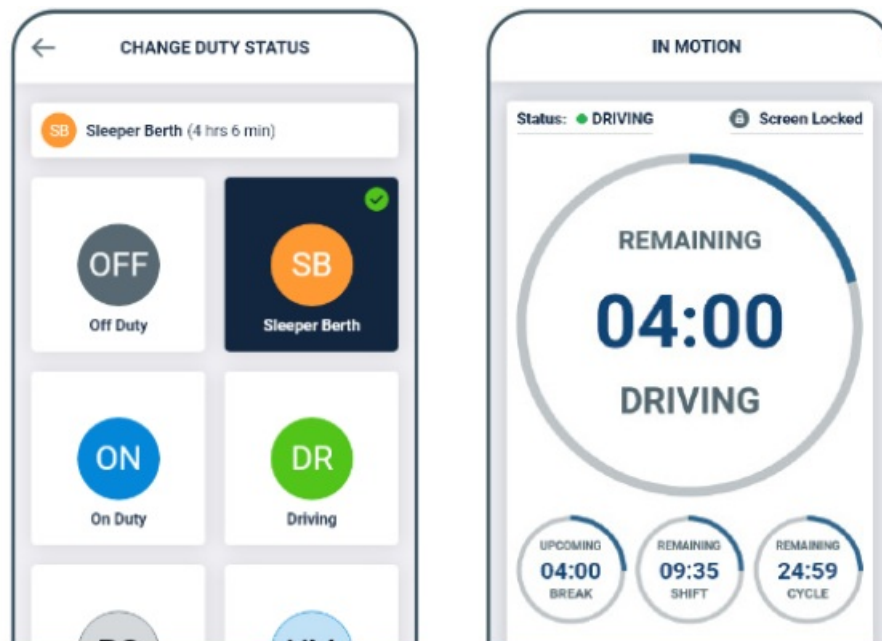 CHANGE DUTY STATUS
SB Sleeper Berth (4 hrs 6 min)
OFF
Off Duty
SB
Sleeper Berth
ON
On Duty
DR
Driving
IN MOTION
Status: DRIVING
Screen Locked
REMAINING
04:00
DRIVING
UPCOMING
04:00
BREAK
REMAINING
09:35
SHIFT
REMAINING
24:59
CYCLE